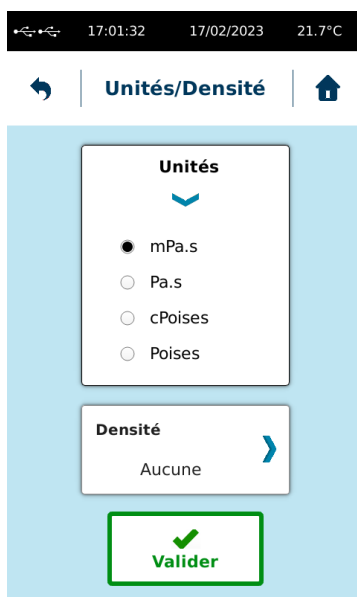 17:01:32 17/02/2023 21.7°C
Unités/Densité
Unités
mPa.s
Pa.s
cPoises
Poises
Densité
Aucune
Valider